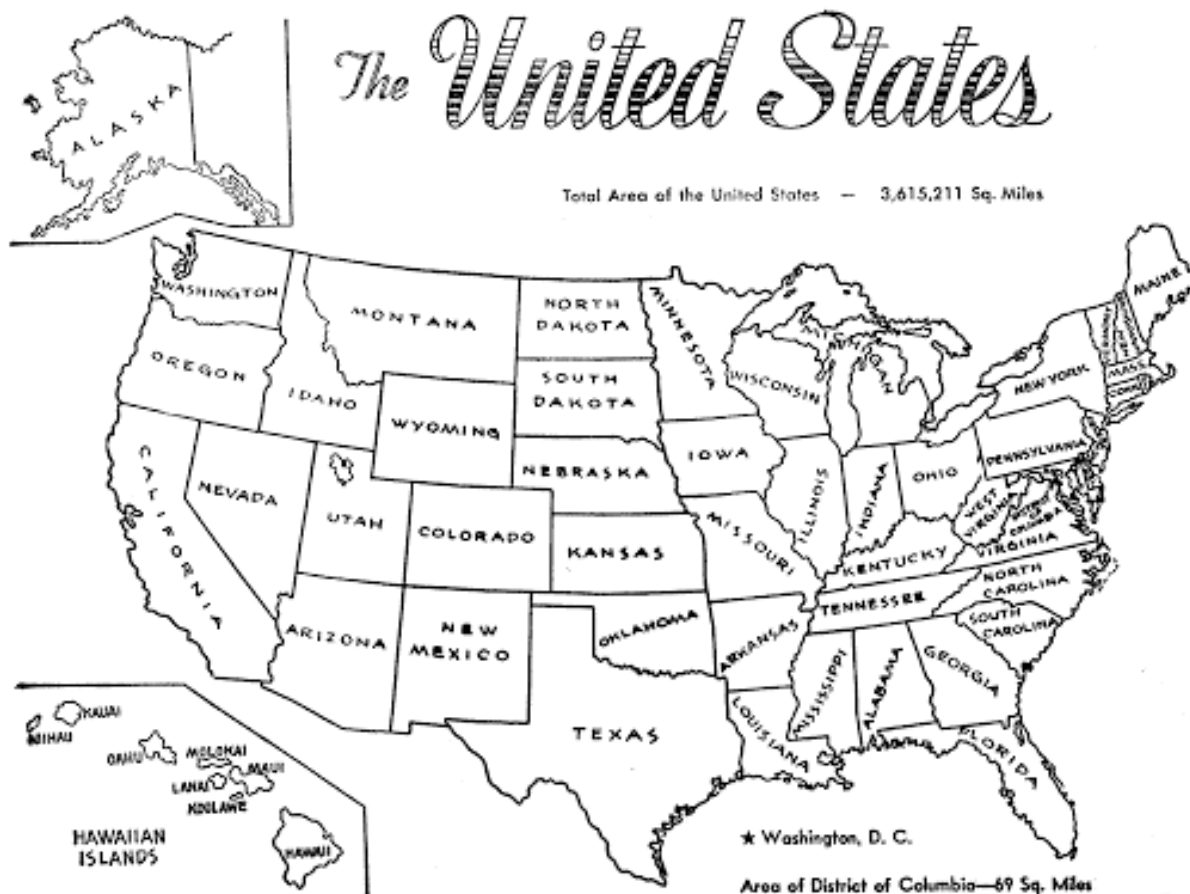 The United States
Total Area of the United States — 3,615,211 Sq. Miles
ALASKA
WASHINGTON
MONTANA
NORTH
DAKOTA
MINNESOTA
MICHIGAN
MAINE
OREGON
IDAHO
SOUTH
DAKOTA
WISCONSIN
NEW YORK
MASS
CONN
WYOMING
CALIFORNIA
NEVADA
UTAH
COLORADO
NEBRASKA
IOWA
ILLINOIS
INDIANA
OHIO
PENNSYLVANIA
WEST
VIRGINIA
KANSAS
MISSOURI
KENTUCKY
VIRGINIA
ARIZONA
NEW
MEXICO
OKLAHOMA
ARKANSAS
TENNESSEE
NORTH
CAROLINA
SOUTH
CAROLINA
TEXAS
LOUISIANA
MISSISSIPPI
ALABAMA
GEORGIA
FLORIDA
KAUAI
NIHAU
OAHU
MOLOKAI
MAUI
LANAI
KOOLAWE
HAWAII
HAWAIIAN
ISLANDS
★ Washington, D. C.
Area of District of Columbia—69 Sq. Miles